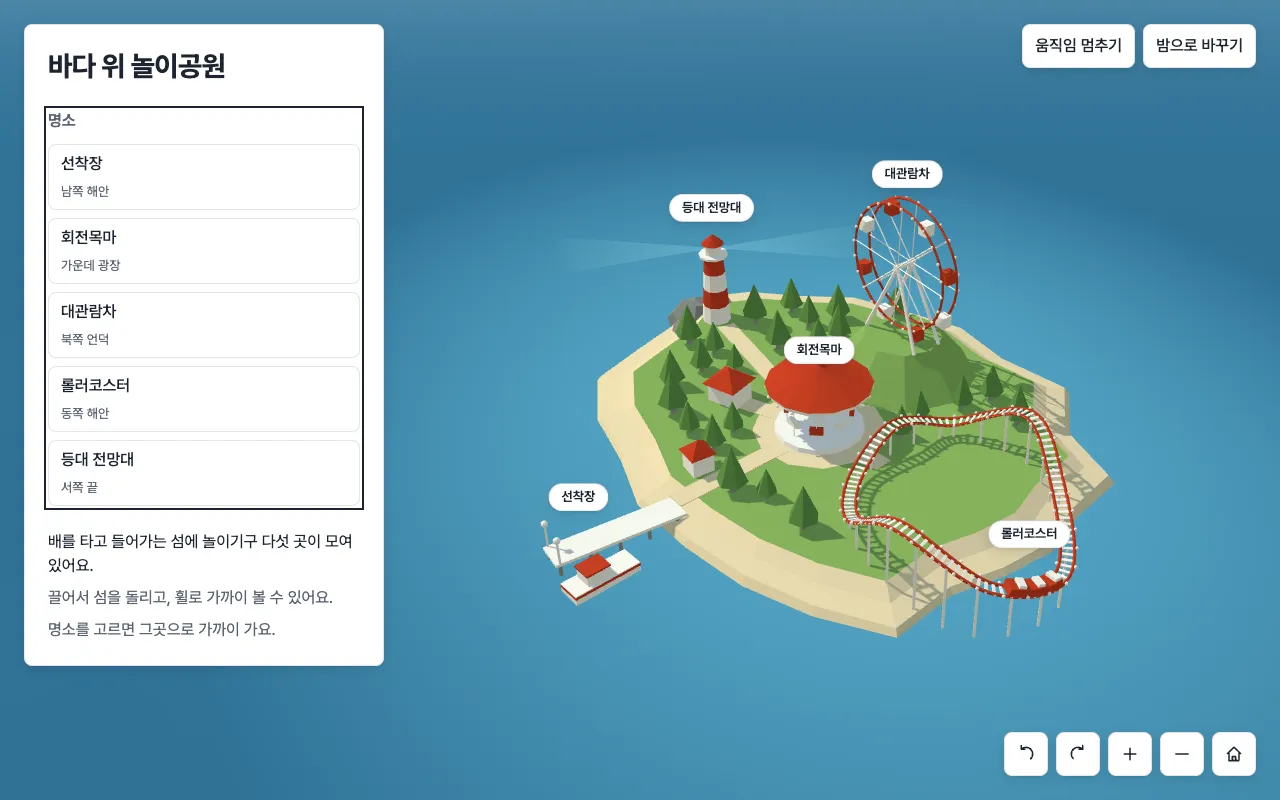 바다 위 놀이공원
명소
선착장
남쪽 해안
회전목마
가운데 광장
대관람차
북쪽 언덕
롤러코스터
동쪽 해안
등대 전망대
서쪽 끝
배를 타고 들어가는 섬에 놀이기구 다섯 곳이 모여
있어요.
끌어서 섬을 돌리고, 휠로 가까이 볼 수 있어요.
명소를 고르면 그곳으로 가까이 가요.
움직임 멈추기
밤으로 바꾸기
대관람차
등대 전망대
회전목마
선착장
롤러코스터